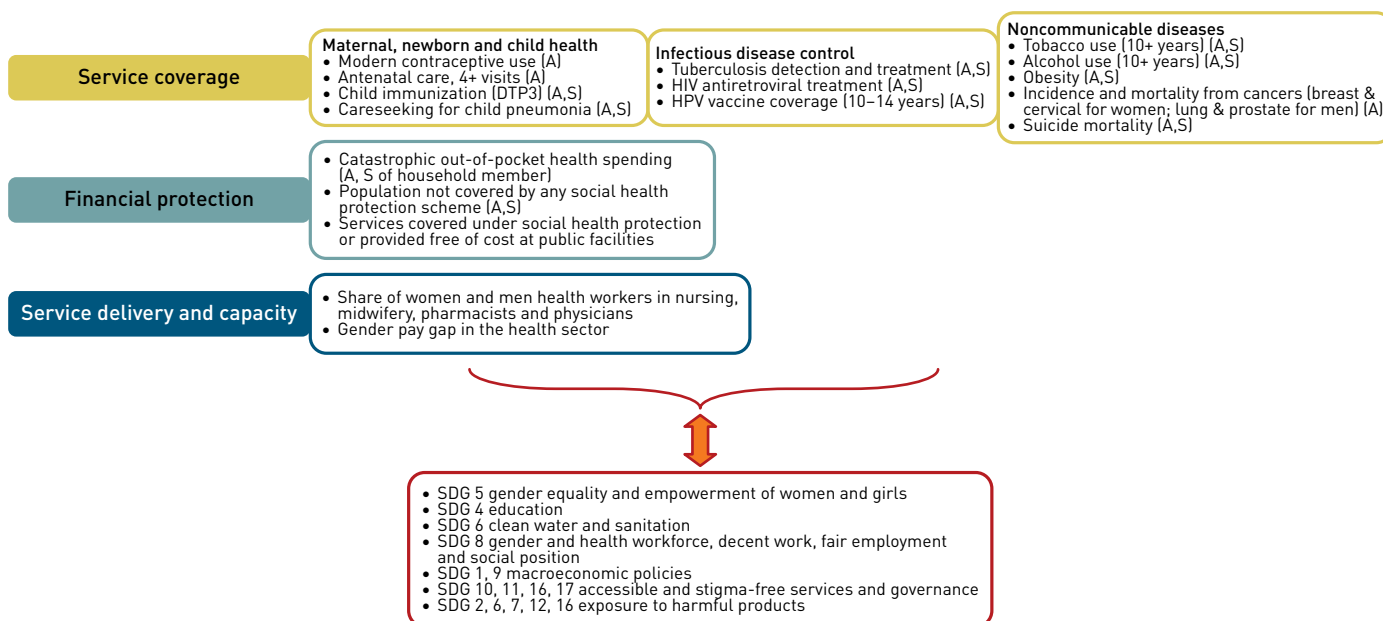 Service coverage
Maternal, newborn and child health
• Modern contraceptive use (A)
• Antenatal care, 4+ visits (A)
• Child immunization (DTP3) (A,S)
• Careseeking for child pneumonia (A,S)
Infectious disease control
• Tuberculosis detection and treatment (A,S)
• HIV antiretroviral treatment (A,S)
• HPV vaccine coverage (10–14 years) (A,S)
Noncommunicable diseases
• Tobacco use (10+ years) (A,S)
• Alcohol use (10+ years) (A,S)
• Obesity (A,S)
• Incidence and mortality from cancers (breast &
cervical for women; lung & prostate for men) (A)
• Suicide mortality (A,S)
Financial protection
• Catastrophic out-of-pocket health spending
(A, S of household member)
• Population not covered by any social health
protection scheme (A,S)
• Services covered under social health protection
or provided free of cost at public facilities
Service delivery and capacity
• Share of women and men health workers in nursing,
midwifery, pharmacists and physicians
• Gender pay gap in the health sector
• SDG 5 gender equality and empowerment of women and girls
• SDG 4 education
• SDG 6 clean water and sanitation
• SDG 8 gender and health workforce, decent work, fair employment
and social position
• SDG 1, 9 macroeconomic policies
• SDG 10, 11, 16, 17 accessible and stigma-free services and governance
• SDG 2, 6, 7, 12, 16 exposure to harmful products